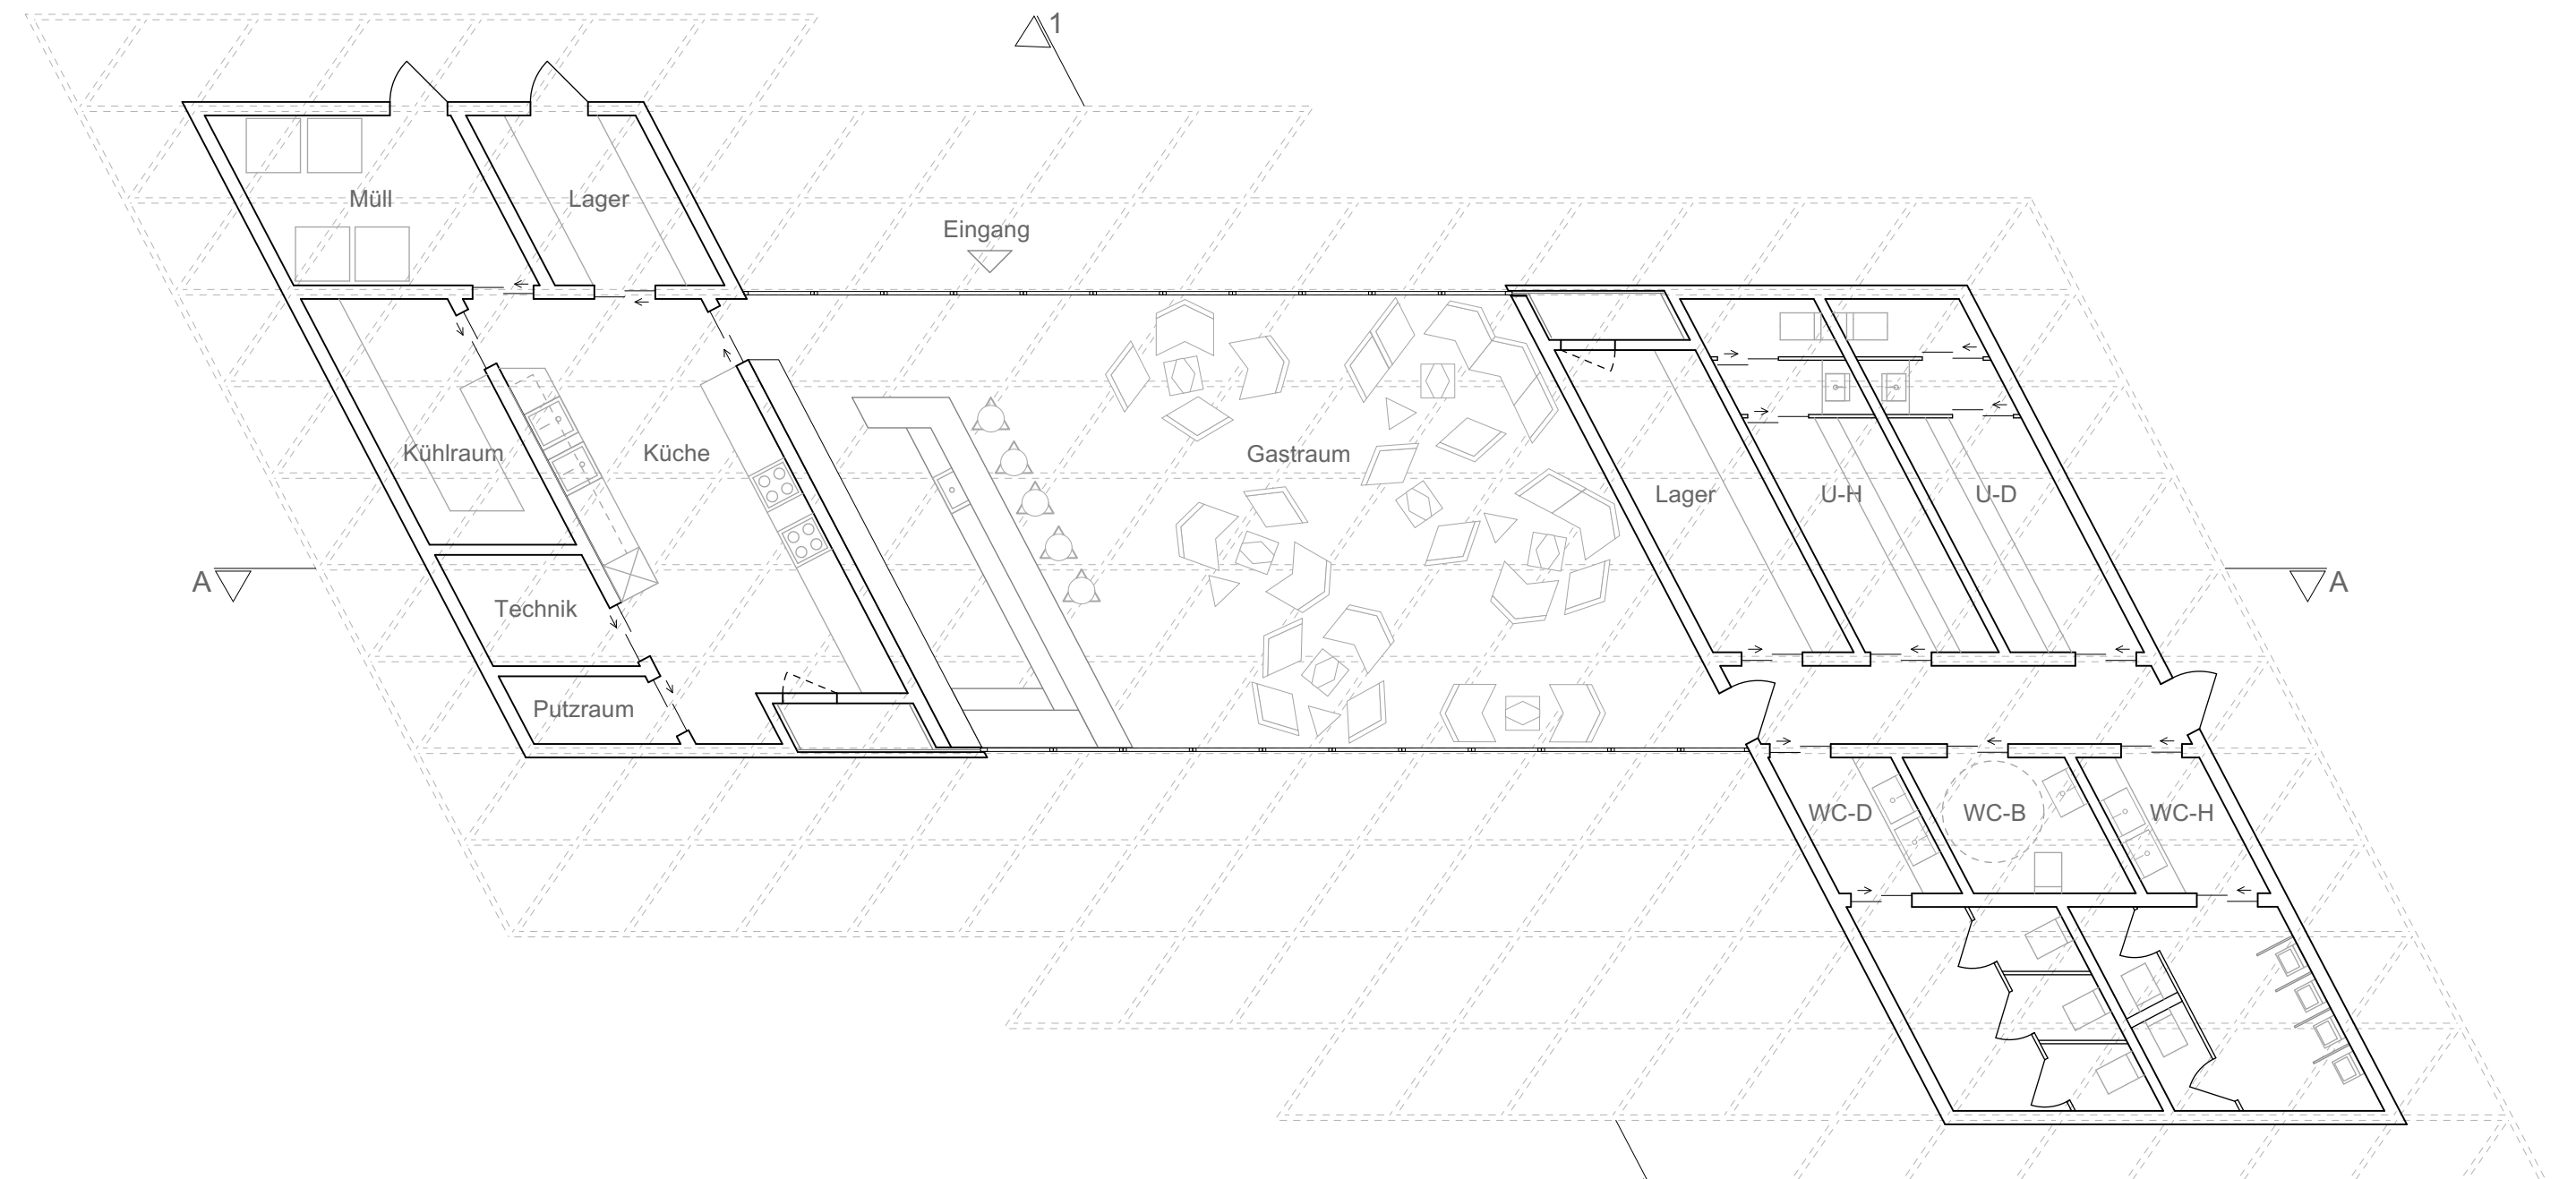 1
Müll
Lager
Eingang
Kühlraum
Küche
Gastraum
Lager
U-H
U-D
A
A
Technik
Putzraum
WC-D
WC-B
WC-H